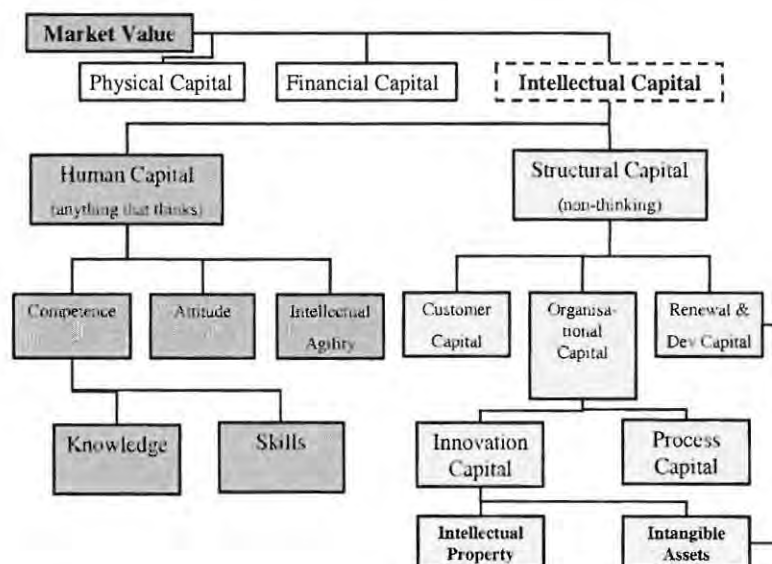 Market Value
Physical Capital
Financial Capital
Intellectual Capital
Human Capital
(anything that thinks)
Structural Capital
(non-thinking)
Competence
Attitude
Intellectual
Agility
Customer
Capital
Organisa-
tional
Capital
Renewal &
Dev Capital
Knowledge
Skills
Innovation
Capital
Process
Capital
Intellectual
Property
Intangible
Assets